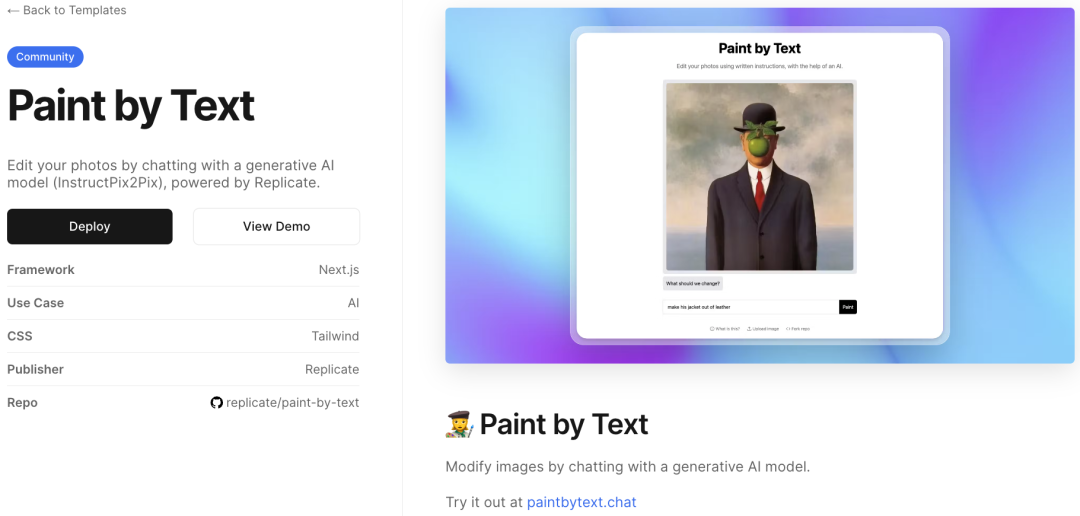 ← Back to Templates
Community
Paint by Text
Edit your photos by chatting with a generative AI
model (InstructPix2Pix), powered by Replicate.
Deploy
View Demo
Framework
Next.js
Use Case
AI
CSS
Tailwind
Publisher
Replicate
Repo
replicate/paint-by-text
Paint by Text
Edit your photos using written instructions, with the help of an AI.
What should we change?
make his jacket out of leather
Paint
What is this?
Upload image
Fork repo
Paint by Text
Modify images by chatting with a generative AI model.
Try it out at paintbytext.chat